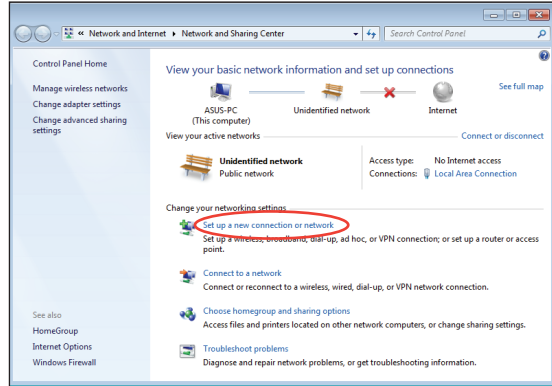 « Network and Internet ▸ Network and Sharing Center
Search Control Panel
Control Panel Home
Manage wireless networks
Change adapter settings
Change advanced sharing
settings
See also
HomeGroup
Internet Options
Windows Firewall
View your basic network information and set up connections
See full map
ASUS-PC
(This computer)
Unidentified network
Internet
View your active networks
Connect or disconnect
Unidentified network
Public network
Access type: No Internet access
Connections: Local Area Connection
Change your networking settings
Set up a new connection or network
Set up a wireless, broadband, dial-up, ad hoc, or VPN connection; or set up a router or access
point.
Connect to a network
Connect or reconnect to a wireless, wired, dial-up, or VPN network connection.
Choose homegroup and sharing options
Access files and printers located on other network computers, or change sharing settings.
Troubleshoot problems
Diagnose and repair network problems, or get troubleshooting information.